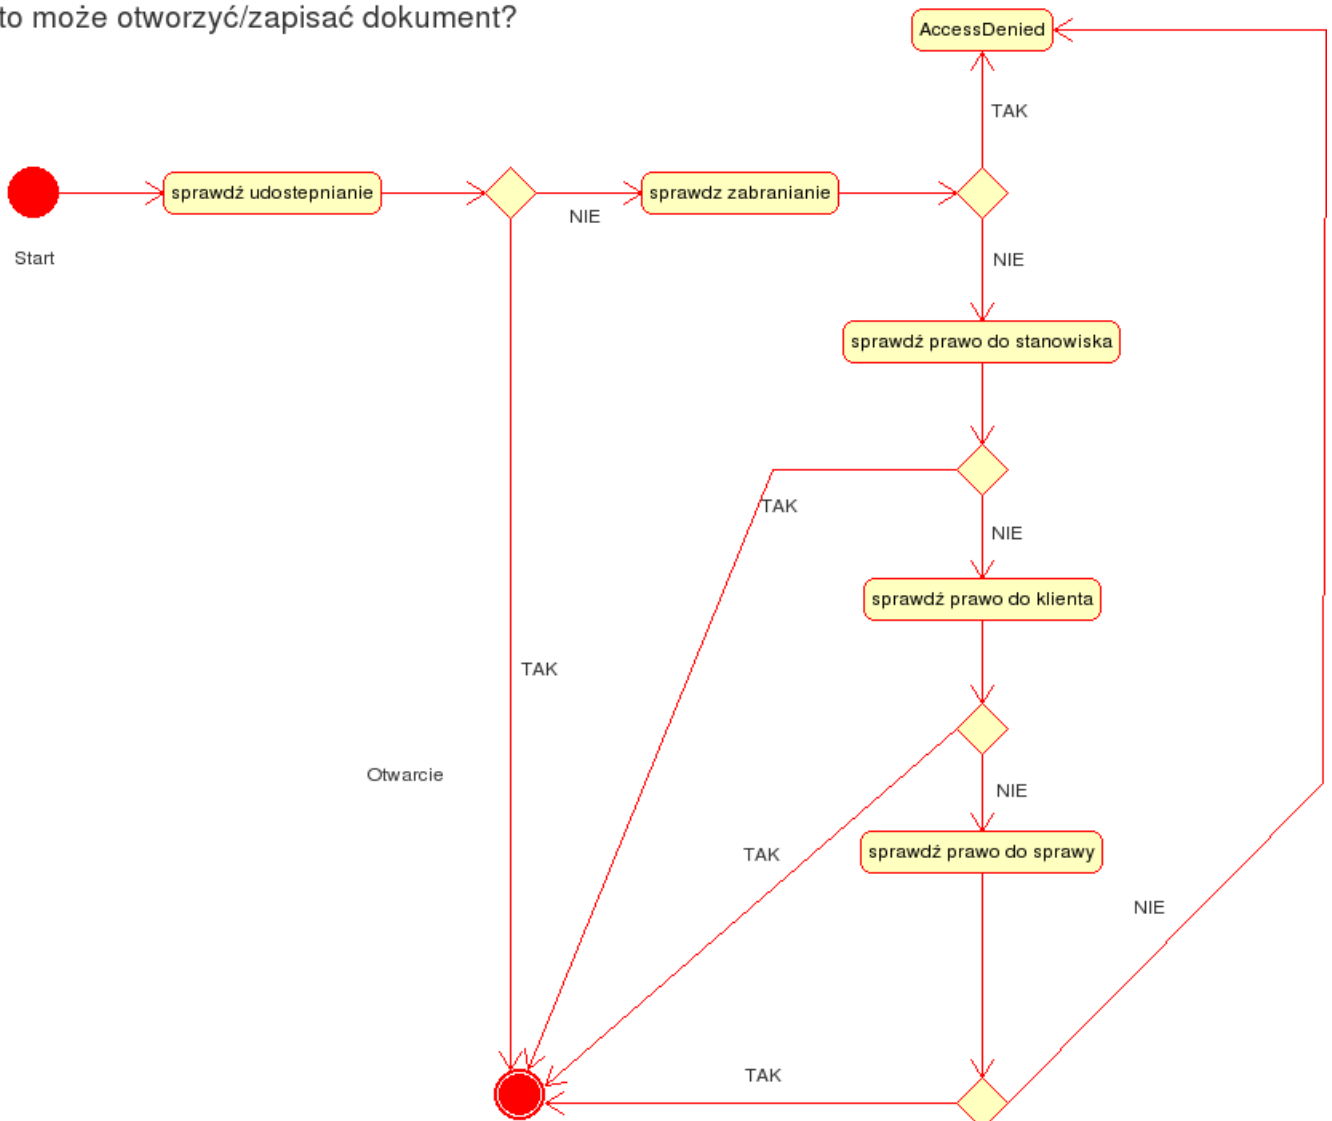 to może otworzyć/zapisać dokument?
AccessDenied
TAK
sprawdź udostepnianie
NIE
sprawdz zabranianie
Start
NIE
sprawdź prawo do stanowiska
TAK
NIE
sprawdź prawo do klienta
TAK
Otwarcie
NIE
TAK
sprawdź prawo do sprawy
NIE
TAK